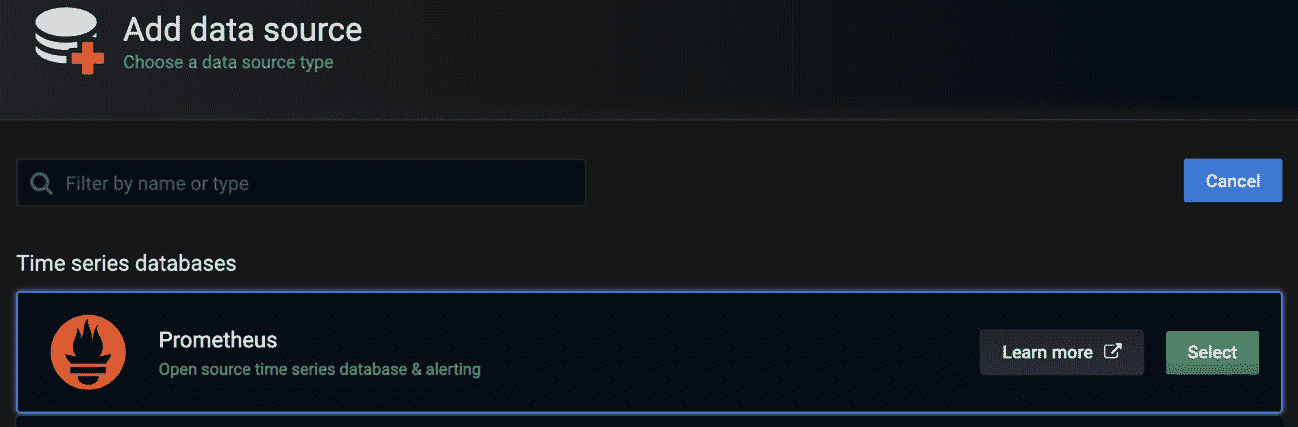 Add data source
Choose a data source type
Filter by name or type
Cancel
Time series databases
Prometheus
Open source time series database & alerting
Learn more
Select